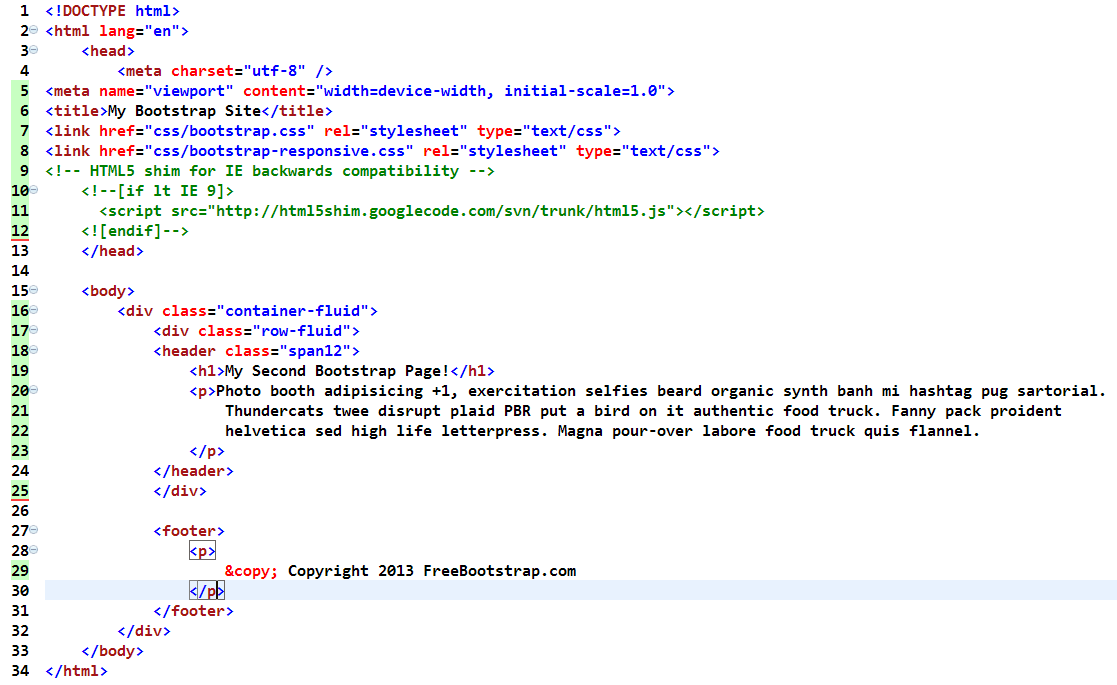 1 <!DOCTYPE html>
2 <html lang="en">
3     <head>
4         <meta charset="utf-8" />
5 <meta name="viewport" content="width=device-width, initial-scale=1.0">
6 <title>My Bootstrap Site</title>
7 <link href="css/bootstrap.css" rel="stylesheet" type="text/css">
8 <link href="css/bootstrap-responsive.css" rel="stylesheet" type="text/css">
9 <!-- HTML5 shim for IE backwards compatibility -->
10     <!--[if lt IE 9]>
11       <script src="http://html5shim.googlecode.com/svn/trunk/html5.js"></script>
12     <![endif]-->
13     </head>
14
15     <body>
16         <div class="container-fluid">
17             <div class="row-fluid">
18             <header class="span12">
19                 <h1>My Second Bootstrap Page!</h1>
20                 <p>Photo booth adipisicing +1, exercitation selfies beard organic synth banh mi hashtag pug sartorial.
21                     Thundercats twee disrupt plaid PBR put a bird on it authentic food truck. Fanny pack proident
22                     helvetica sed high life letterpress. Magna pour-over labore food truck quis flannel.
23                 </p>
24             </header>
25             </div>
26
27             <footer>
28                 <p>
29                     &copy; Copyright 2013 FreeBootstrap.com
30                 </p>
31             </footer>
32         </div>
33     </body>
34 </html>